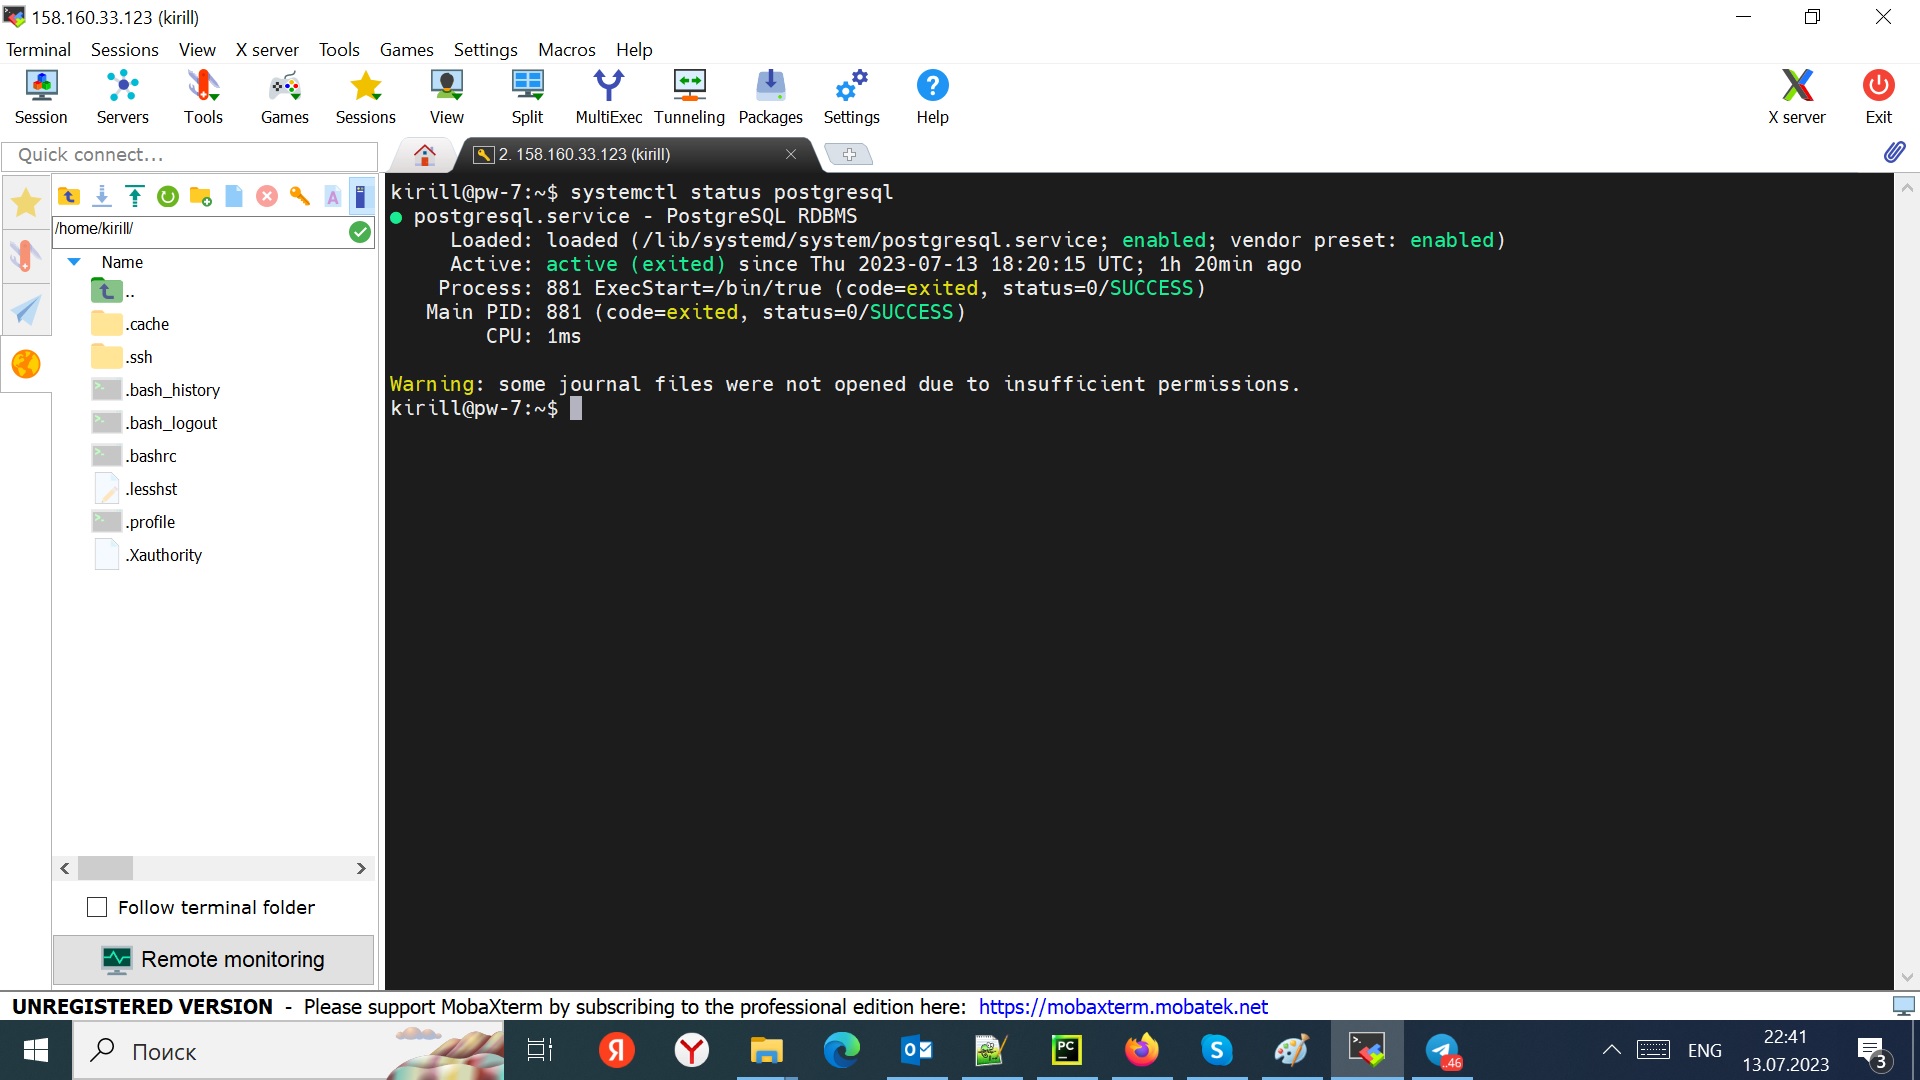 158.160.33.123 (kirill)
Terminal Sessions View X server Tools Games Settings Macros Help
Session Servers Tools Games Sessions View Split MultiExec Tunneling Packages Settings Help X server Exit
Quick connect...
2. 158.160.33.123 (kirill)
/home/kirill/
Name
..
.cache
.ssh
.bash_history
.bash_logout
.bashrc
.lesshst
.profile
.Xauthority
Follow terminal folder
Remote monitoring
kirill@pw-7:~$ systemctl status postgresql
● postgresql.service - PostgreSQL RDBMS
Loaded: loaded (/lib/systemd/system/postgresql.service; enabled; vendor preset: enabled)
Active: active (exited) since Thu 2023-07-13 18:20:15 UTC; 1h 20min ago
Process: 881 ExecStart=/bin/true (code=exited, status=0/SUCCESS)
Main PID: 881 (code=exited, status=0/SUCCESS)
CPU: 1ms
Warning: some journal files were not opened due to insufficient permissions.
kirill@pw-7:~$
UNREGISTERED VERSION - Please support MobaXterm by subscribing to the professional edition here: https://mobaxterm.mobatek.net
Поиск
Я
Y
PC
S
..46
ENG
22:41
13.07.2023
3